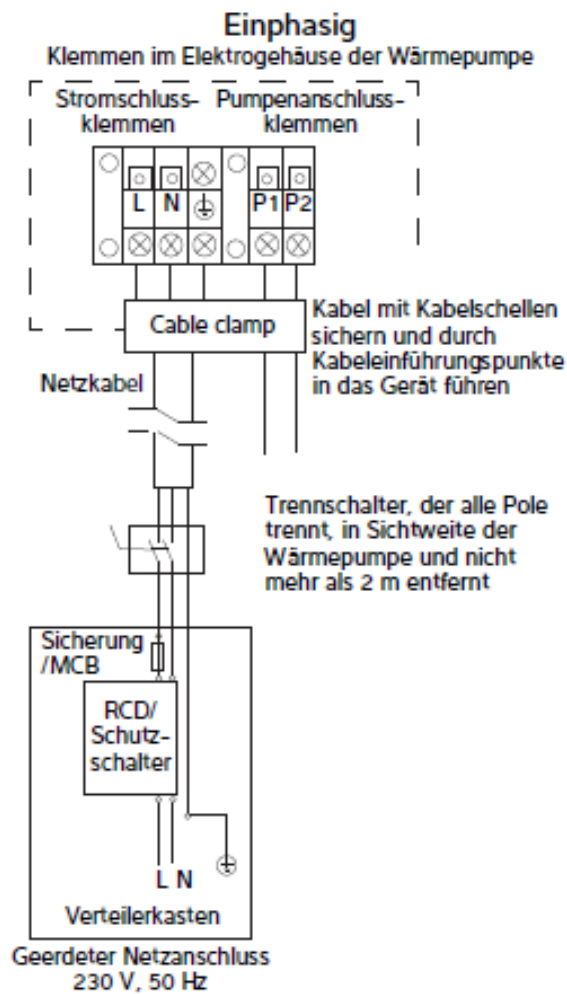 Einphasig
Klemmen im Elektrogehäuse der Wärmepumpe
Stromschluss-
klemmen
Pumpenanschluss-
klemmen
L N P1 P2
Cable clamp
Kabel mit Kabelschellen
sichern und durch
Kabeleinführungspunkte
in das Gerät führen
Netzkabel
Trennschalter, der alle Pole
trennt, in Sichtweite der
Wärmepumpe und nicht
mehr als 2 m entfernt
Sicherung
/MCB
RCD/
Schutz-
schalter
L N
Verteilerkasten
Geerdeter Netzanschluss
230 V, 50 Hz